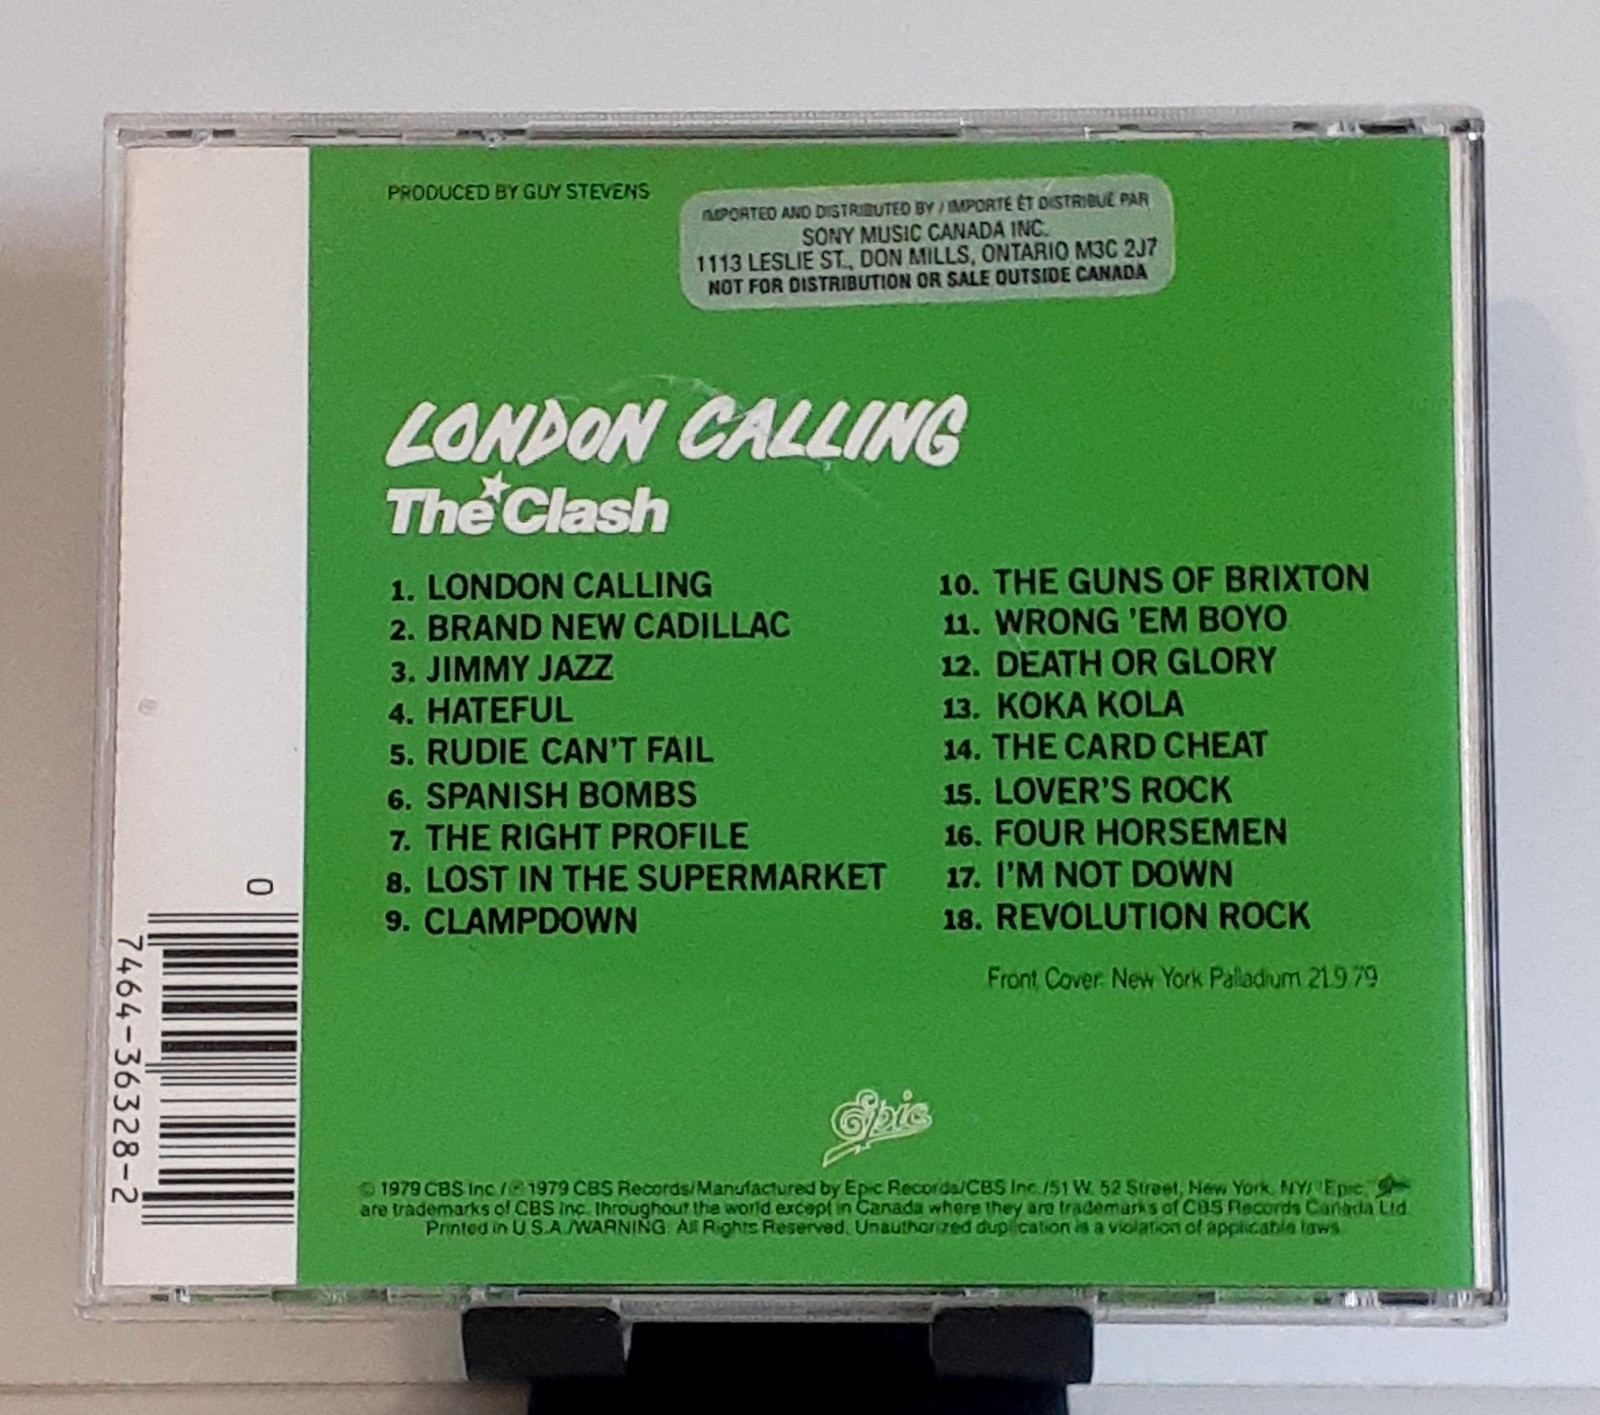 PRODUCED BY GUY STEVENS
IMPORTED AND DISTRIBUTED BY / IMPORTÉ ET DISTRIBUÉ PAR
SONY MUSIC CANADA INC.
1113 LESLIE ST., DON MILLS, ONTARIO M3C 2J7
NOT FOR DISTRIBUTION OR SALE OUTSIDE CANADA
LONDON CALLING
The Clash
1. LONDON CALLING
2. BRAND NEW CADILLAC
3. JIMMY JAZZ
4. HATEFUL
5. RUDIE CAN'T FAIL
6. SPANISH BOMBS
7. THE RIGHT PROFILE
8. LOST IN THE SUPERMARKET
9. CLAMPDOWN
10. THE GUNS OF BRIXTON
11. WRONG 'EM BOYO
12. DEATH OR GLORY
13. KOKA KOLA
14. THE CARD CHEAT
15. LOVER'S ROCK
16. FOUR HORSEMEN
17. I'M NOT DOWN
18. REVOLUTION ROCK
Front Cover: New York Palladium 21.9.79
Epic
© 1979 CBS Inc./℗ 1979 CBS Records/Manufactured by Epic Records/CBS Inc./51 W. 52 Street, New York, NY/"Epic,"
are trademarks of CBS Inc. throughout the world except in Canada where they are trademarks of CBS Records Canada Ltd.
Printed in U.S.A./WARNING: All Rights Reserved. Unauthorized duplication is a violation of applicable laws.
0
7464-36328-2